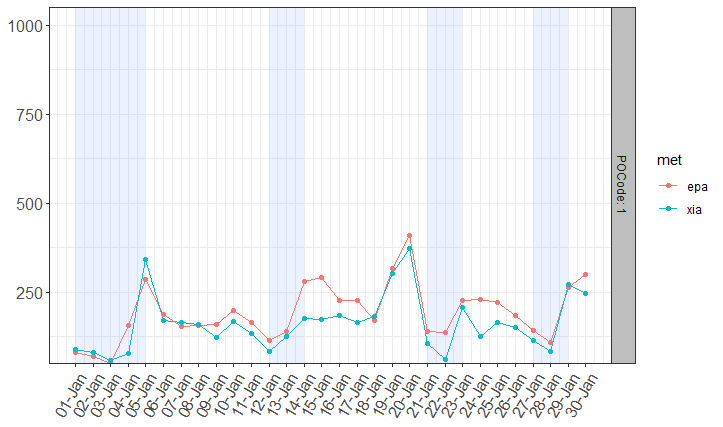 1000
750
500
250
01-Jan
02-Jan
03-Jan
04-Jan
05-Jan
06-Jan
07-Jan
08-Jan
09-Jan
10-Jan
11-Jan
12-Jan
13-Jan
14-Jan
15-Jan
16-Jan
17-Jan
18-Jan
19-Jan
20-Jan
21-Jan
22-Jan
23-Jan
24-Jan
25-Jan
26-Jan
27-Jan
28-Jan
29-Jan
30-Jan
POCode: 1
met
epa
xia